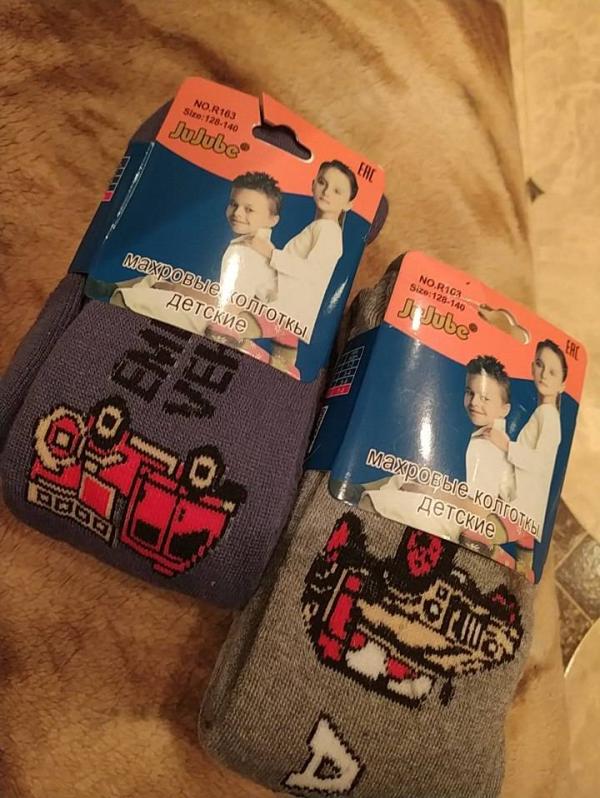 NO.R163
Size:128-140
JuJube®
EAC
махровые колготки
детские
NO.R163
Size:128-140
JuJube®
EAC
махровые колготки
детские